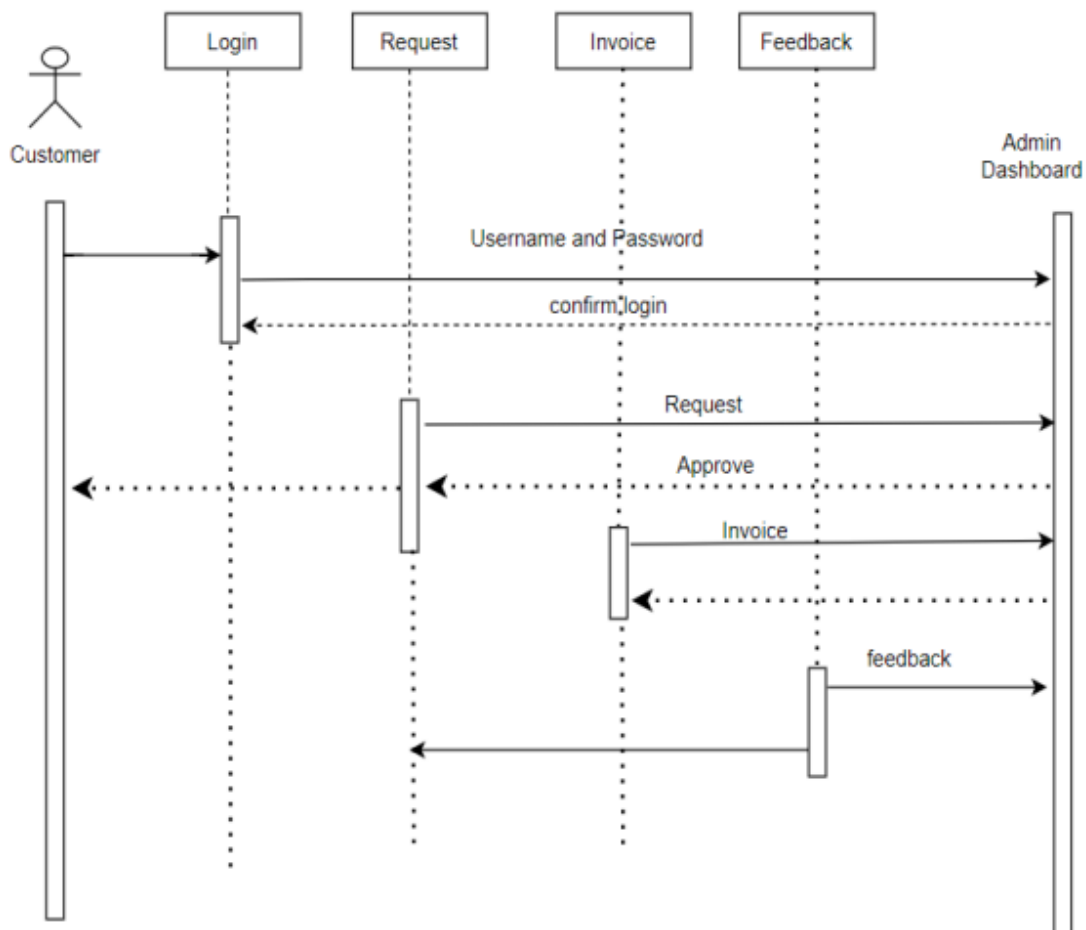 Login
Request
Invoice
Feedback
Customer
Admin
Dashboard
Username and Password
confirm login
Request
Approve
Invoice
feedback